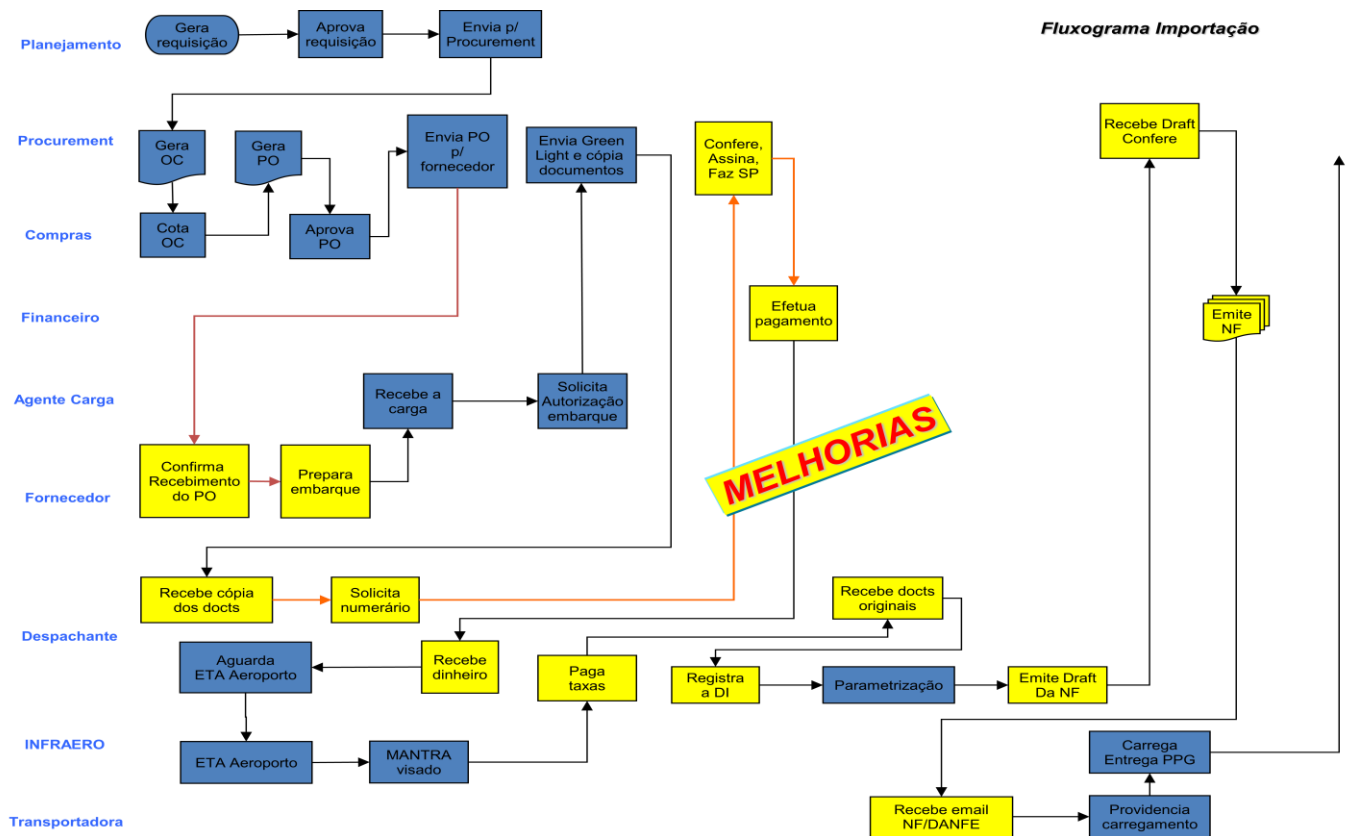 Fluxograma Importação
Planejamento
Gera
requisição
Aprova
requisição
Envia p/
Procurement
Procurement
Gera
OC
Gera
PO
Envia PO
p/
fornecedor
Envia Green
Light e cópia
documentos
Confere,
Assina,
Faz SP
Recebe Draft
Confere
Compras
Cota
OC
Aprova
PO
Financeiro
Efetua
pagamento
Emite
NF
Agente Carga
Recebe a
carga
Solicita
Autorização
embarque
MELHORIAS
Fornecedor
Confirma
Recebimento
do PO
Prepara
embarque
Recebe cópia
dos docts
Solicita
numerário
Recebe docts
originais
Despachante
Aguarda
ETA Aeroporto
Recebe
dinheiro
Paga
taxas
Registra
a DI
Parametrização
Emite Draft
Da NF
INFRAERO
ETA Aeroporto
MANTRA
visado
Carrega
Entrega PPG
Transportadora
Recebe email
NF/DANFE
Providencia
carregamento